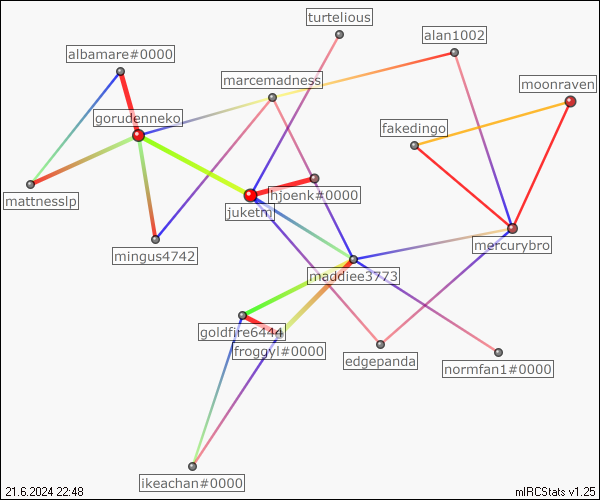 turtelious
alan1002
albamare#0000
marcemadness
moonraven
gorudenneko
fakedingo
mattnesslp
hjoenk#0000
juketm
mercurybro
mingus4742
maddiee3773
goldfire6444
froggyl#0000
edgepanda
normfan1#0000
ikeachan#0000
21.6.2024 22:48
mIRCStats v1.25